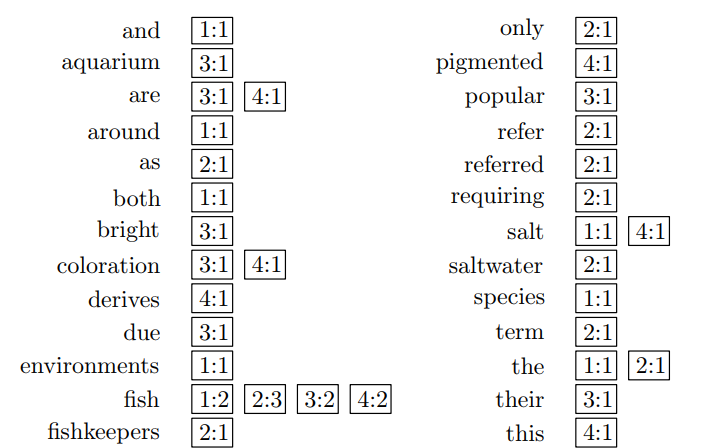 and 1:1
aquarium 3:1
are 3:1 4:1
around 1:1
as 2:1
both 1:1
bright 3:1
coloration 3:1 4:1
derives 4:1
due 3:1
environments 1:1
fish 1:2 2:3 3:2 4:2
fishkeepers 2:1
only 2:1
pigmented 4:1
popular 3:1
refer 2:1
referred 2:1
requiring 2:1
salt 1:1 4:1
saltwater 2:1
species 1:1
term 2:1
the 1:1 2:1
their 3:1
this 4:1